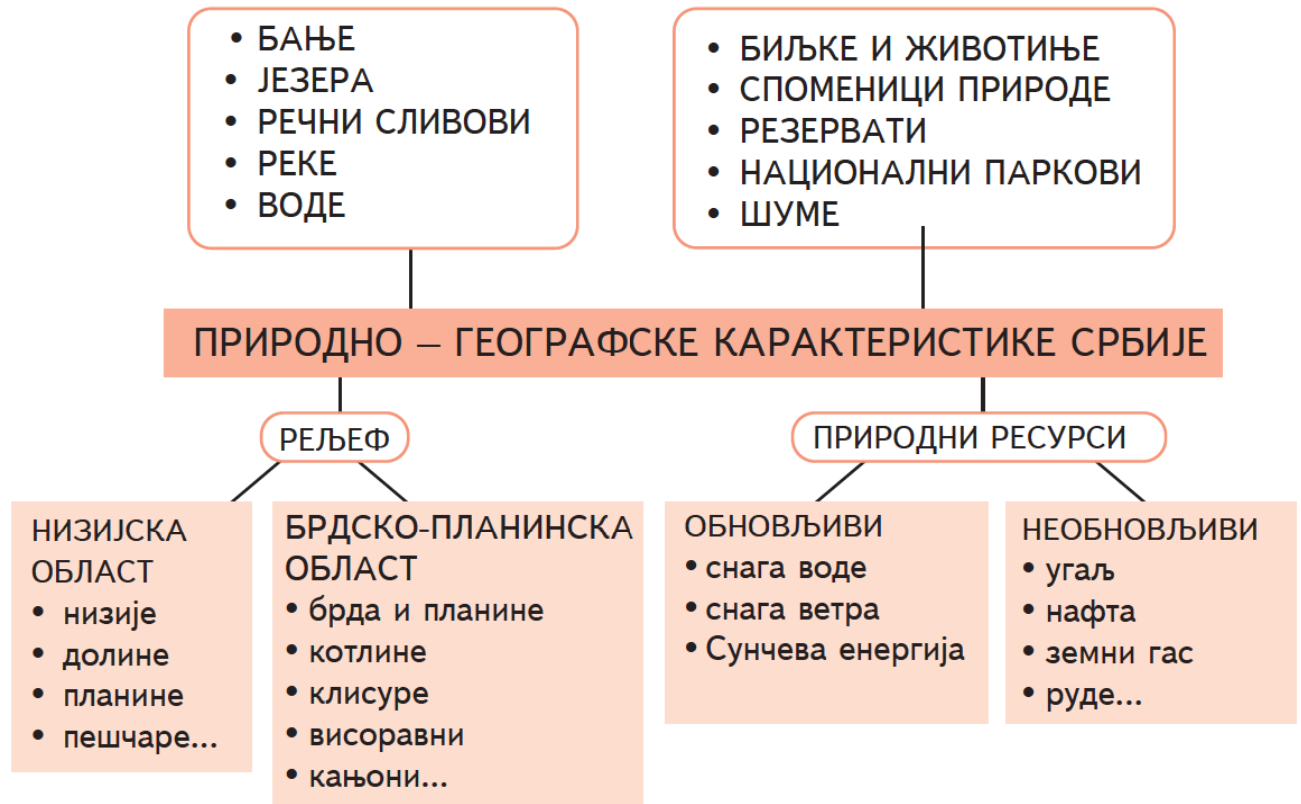 • БАЊЕ
• ЈЕЗЕРА
• РЕЧНИ СЛИВОВИ
• РЕКЕ
• ВОДЕ
• БИЉКЕ И ЖИВОТИЊЕ
• СПОМЕНИЦИ ПРИРОДЕ
• РЕЗЕРВАТИ
• НАЦИОНАЛНИ ПАРКОВИ
• ШУМЕ
ПРИРОДНО – ГЕОГРАФСКЕ КАРАКТЕРИСТИКЕ СРБИЈЕ
РЕЉЕФ
ПРИРОДНИ РЕСУРСИ
НИЗИЈСКА
ОБЛАСТ
• низије
• долине
• планине
• пешчаре...
БРДСКО-ПЛАНИНСКА
ОБЛАСТ
• брда и планине
• котлине
• клисуре
• висоравни
• кањони...
ОБНОВЉИВИ
• снага воде
• снага ветра
• Сунчева енергија
НЕОБНОВЉИВИ
• угаљ
• нафта
• земни гас
• руде...